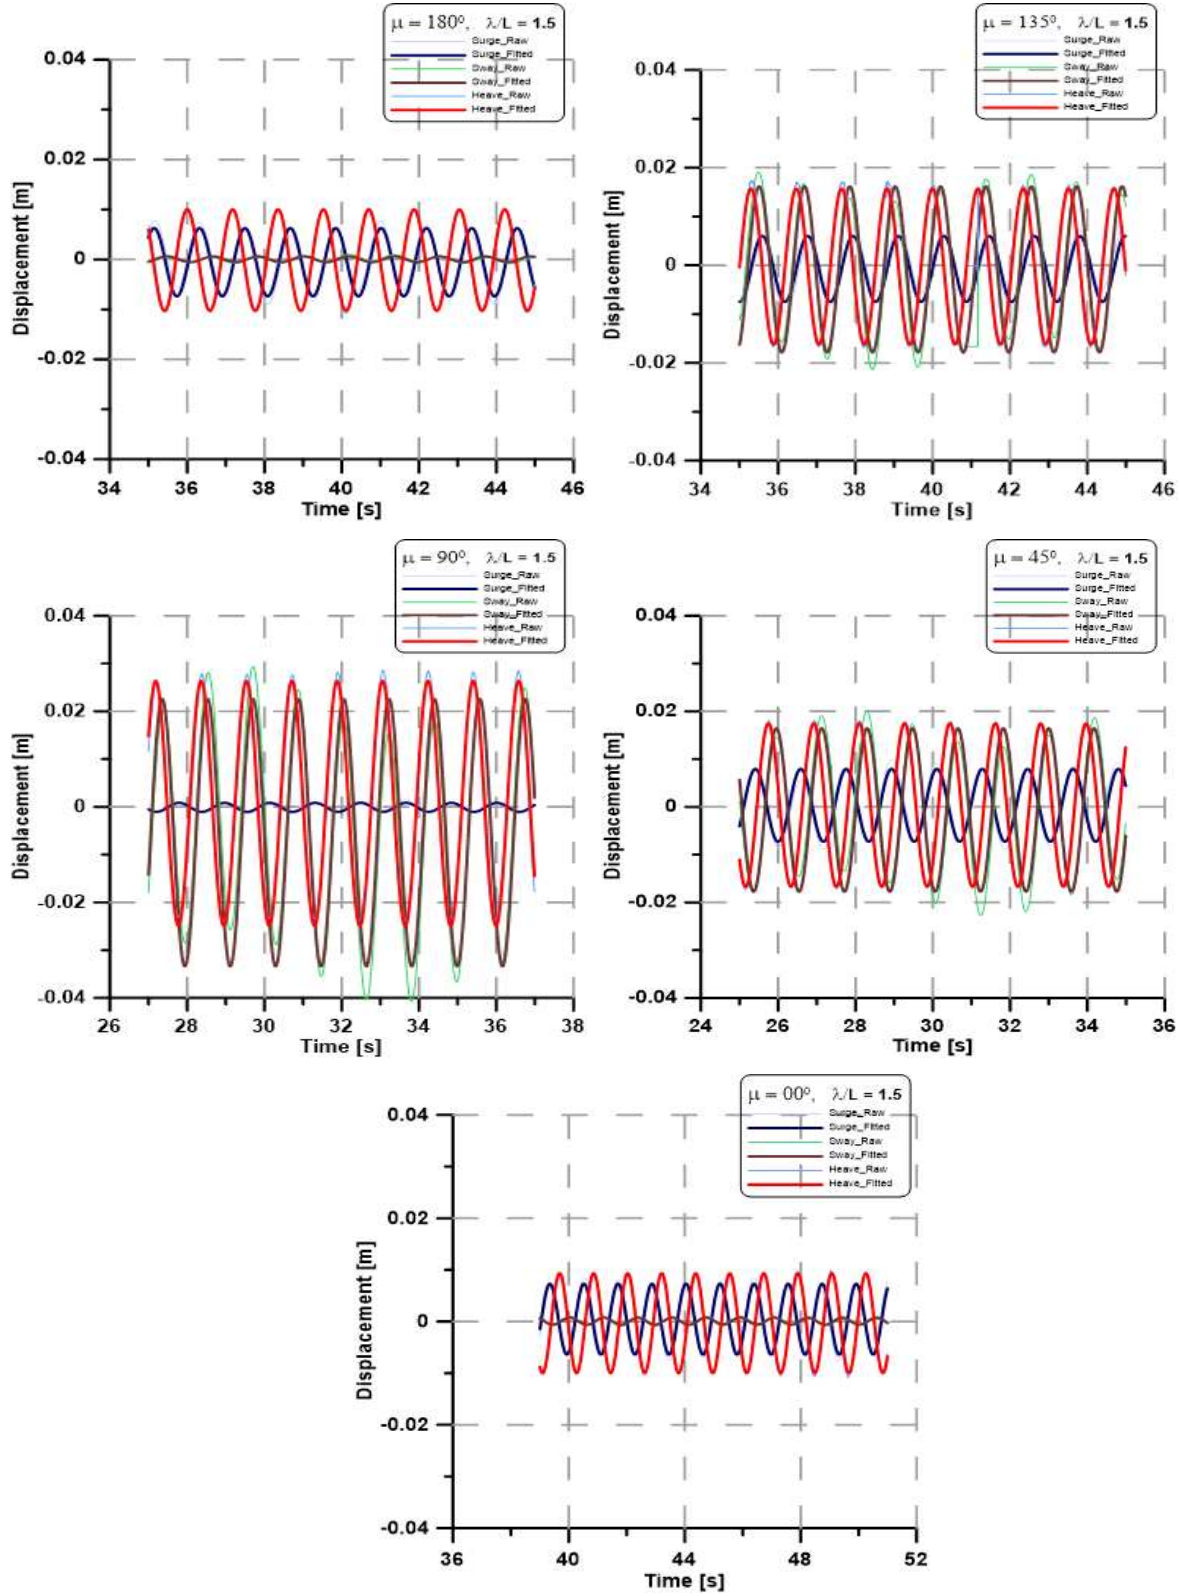 μ = 180⁰, λ/L = 1.5
Surge_Raw
Surge_Fitted
Sway_Raw
Sway_Fitted
Heave_Raw
Heave_Fitted
0.04
0.02
0
-0.02
-0.04
Displacement [m]
34 36 38 40 42 44 46
Time [s]
μ = 135⁰, λ/L = 1.5
Surge_Raw
Surge_Fitted
Sway_Raw
Sway_Fitted
Heave_Raw
Heave_Fitted
0.04
0.02
0
-0.02
-0.04
Displacement [m]
34 36 38 40 42 44 46
Time [s]
μ = 90⁰, λ/L = 1.5
Surge_Raw
Surge_Fitted
Sway_Raw
Sway_Fitted
Heave_Raw
Heave_Fitted
0.04
0.02
0
-0.02
-0.04
Displacement [m]
26 28 30 32 34 36 38
Time [s]
μ = 45⁰, λ/L = 1.5
Surge_Raw
Surge_Fitted
Sway_Raw
Sway_Fitted
Heave_Raw
Heave_Fitted
0.04
0.02
0
-0.02
-0.04
Displacement [m]
24 26 28 30 32 34 36
Time [s]
μ = 00⁰, λ/L = 1.5
Surge_Raw
Surge_Fitted
Sway_Raw
Sway_Fitted
Heave_Raw
Heave_Fitted
0.04
0.02
0
-0.02
-0.04
Displacement [m]
36 40 44 48 52
Time [s]